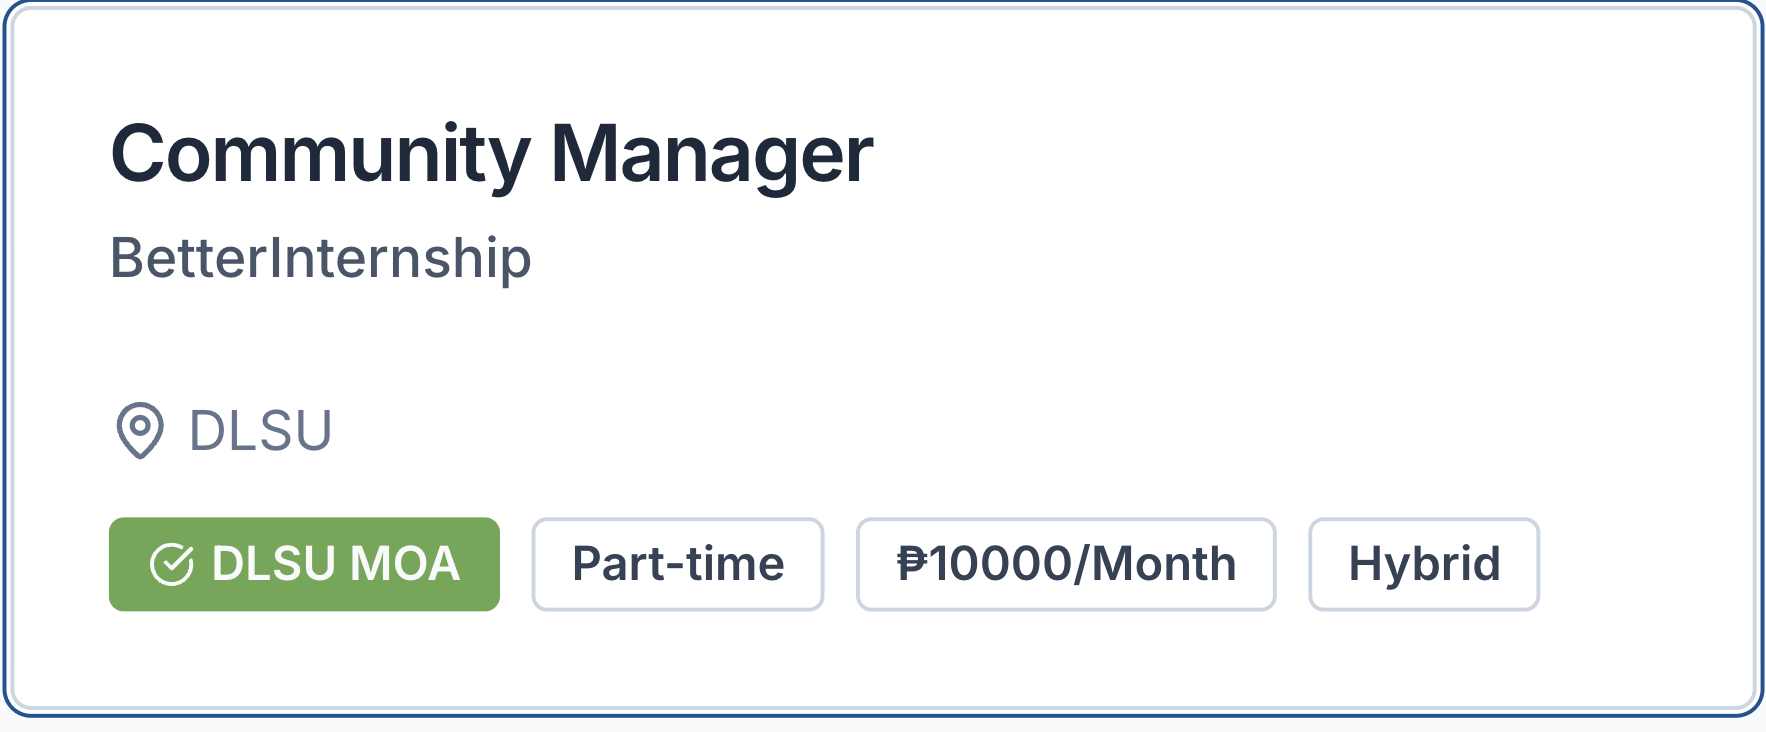 Community Manager
BetterInternship
DLSU
DLSU MOA Part-time ₱10000/Month Hybrid